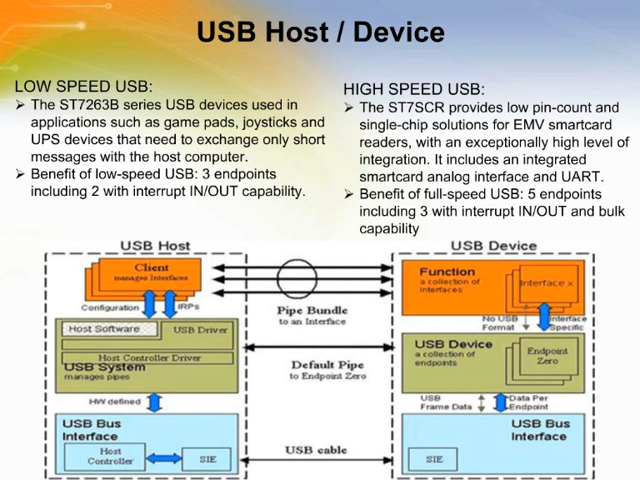 USB Host / Device
LOW SPEED USB:
➢ The ST7263B series USB devices used in
applications such as game pads, joysticks and
UPS devices that need to exchange only short
messages with the host computer.
➢ Benefit of low-speed USB: 3 endpoints
including 2 with interrupt IN/OUT capability.
HIGH SPEED USB:
➢ The ST7SCR provides low pin-count and
single-chip solutions for EMV smartcard
readers, with an exceptionally high level of
integration. It includes an integrated
smartcard analog interface and UART.
➢ Benefit of full-speed USB: 5 endpoints
including 3 with interrupt IN/OUT and bulk
capability
USB Host
Client
manages Interfaces
Configuration
IRPs
Host Software
USB Driver
Host Controller Driver
USB System
manages pipes
HW defined
USB Bus
Interface
Host
Controller
SIE
Pipe Bundle
to an Interface
Default Pipe
to Endpoint Zero
USB cable
USB Device
Function
a collection of
interfaces
Interface x
No USB
Format
Interface
Specific
USB Device
a collection of
endpoints
Endpoint
Zero
USB
Frame Data
Data Per
Endpoint
USB Bus
Interface
SIE